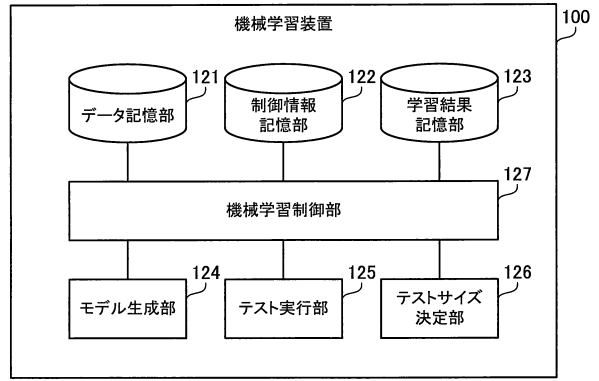 機械学習装置
100
データ記憶部
121
制御情報
記憶部
122
学習結果
記憶部
123
機械学習制御部
127
モデル生成部
124
テスト実行部
125
テストサイズ
決定部
126